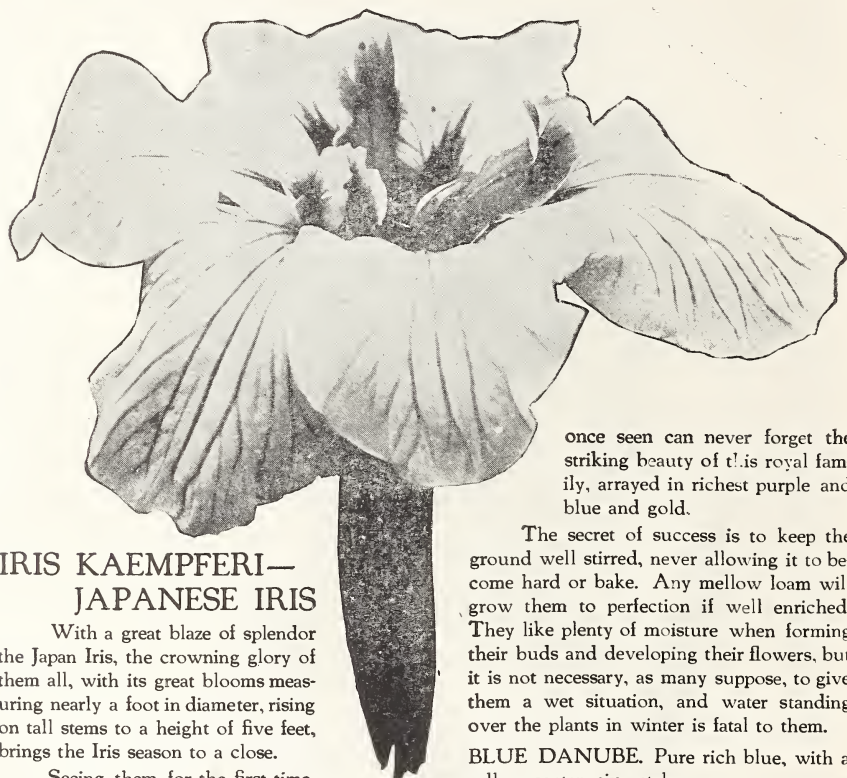 IRIS KAEMPFERI—
JAPANESE IRIS
With a great blaze of splendor
the Japan Iris, the crowning glory of
them all, with its great blooms meas-
uring nearly a foot in diameter, rising
on tall stems to a height of five feet,
brings the Iris season to a close.
Seeing them for the first time,
once seen can never forget the
striking beauty of this royal fam
ily, arrayed in richest purple and
blue and gold.
The secret of success is to keep the
ground well stirred, never allowing it to be
come hard or bake. Any mellow loam wil
grow them to perfection if well enriched
They like plenty of moisture when forming
their buds and developing their flowers, but
it is not necessary, as many suppose, to give
them a wet situation, and water standing
over the plants in winter is fatal to them.
BLUE DANUBE. Pure rich blue, with a